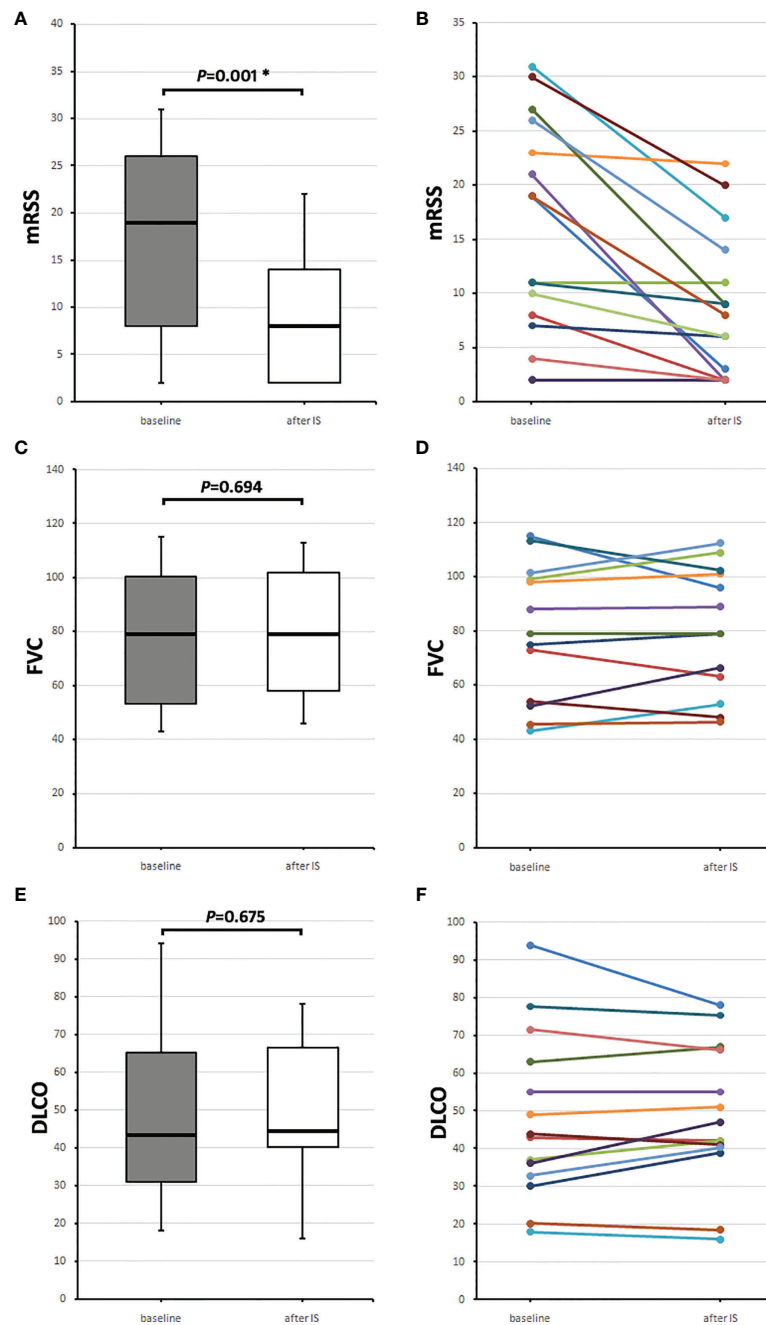 A
mRSS
40
35
30
25
20
15
10
5
0
P=0.001 *
baseline
after IS
B
mRSS
35
30
25
20
15
10
5
0
baseline
after IS
C
FVC
140
120
100
80
60
40
20
0
P=0.694
baseline
after IS
D
FVC
140
120
100
80
60
40
20
0
baseline
after IS
E
DLCO
100
90
80
70
60
50
40
30
20
10
0
P=0.675
baseline
after IS
F
DLCO
100
90
80
70
60
50
40
30
20
10
0
baseline
after IS